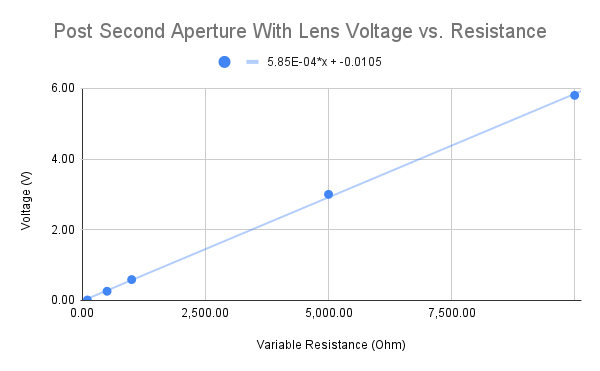 Post Second Aperture With Lens Voltage vs. Resistance
5.85E-04*x + -0.0105
6.00
4.00
2.00
0.00
Voltage (V)
0.00 2,500.00 5,000.00 7,500.00
Variable Resistance (Ohm)